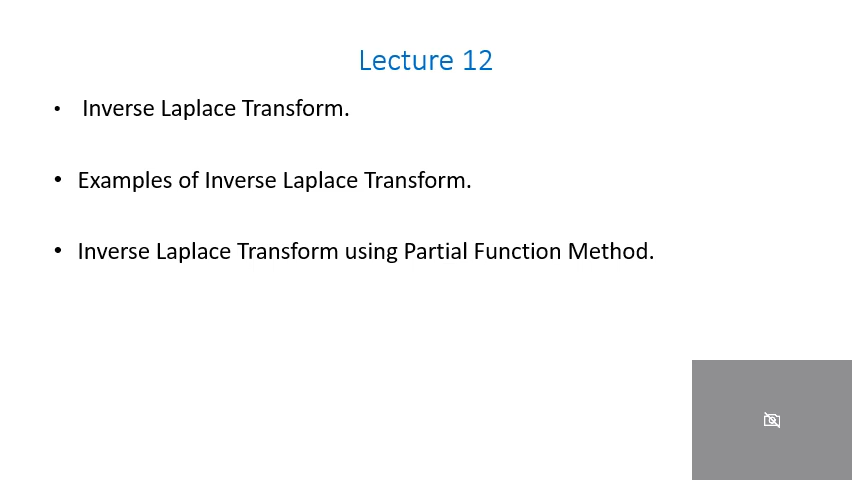 Lecture 12
• Inverse Laplace Transform.
• Examples of Inverse Laplace Transform.
• Inverse Laplace Transform using Partial Function Method.